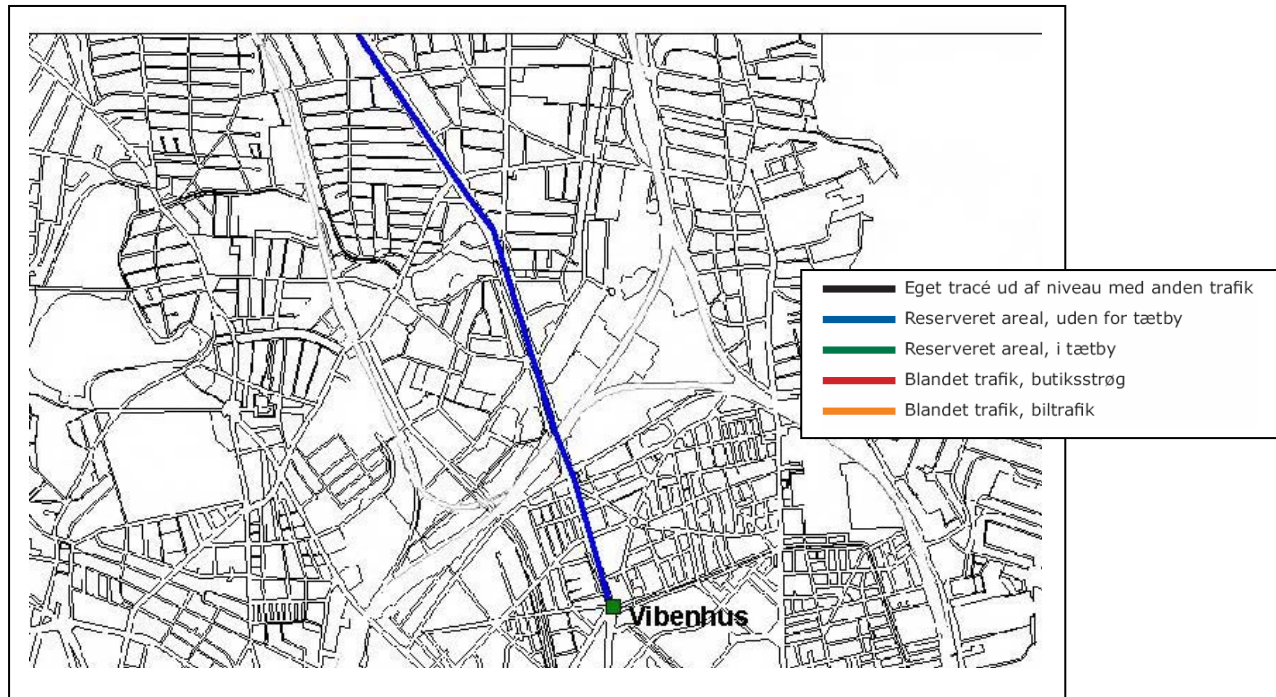 Eget tracé ud af niveau med anden trafik
Reserveret areal, uden for tætby
Reserveret areal, i tætby
Blandet trafik, butiksstrøg
Blandet trafik, biltrafik
Vibenhus